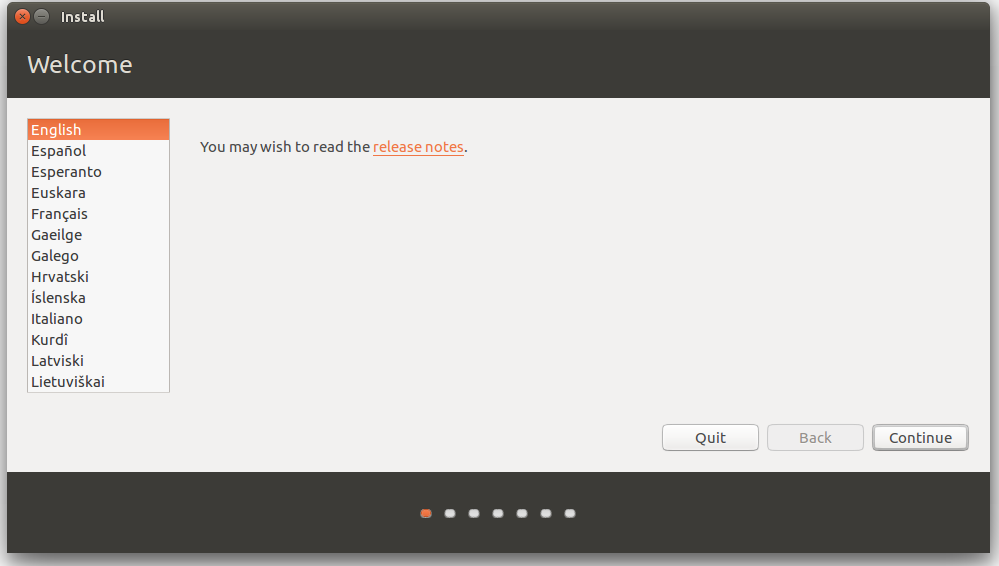 Install
Welcome
English
Español
Esperanto
Euskara
Français
Gaeilge
Galego
Hrvatski
Íslenska
Italiano
Kurdî
Latviski
Lietuviškai
You may wish to read the release notes.
Quit
Back
Continue